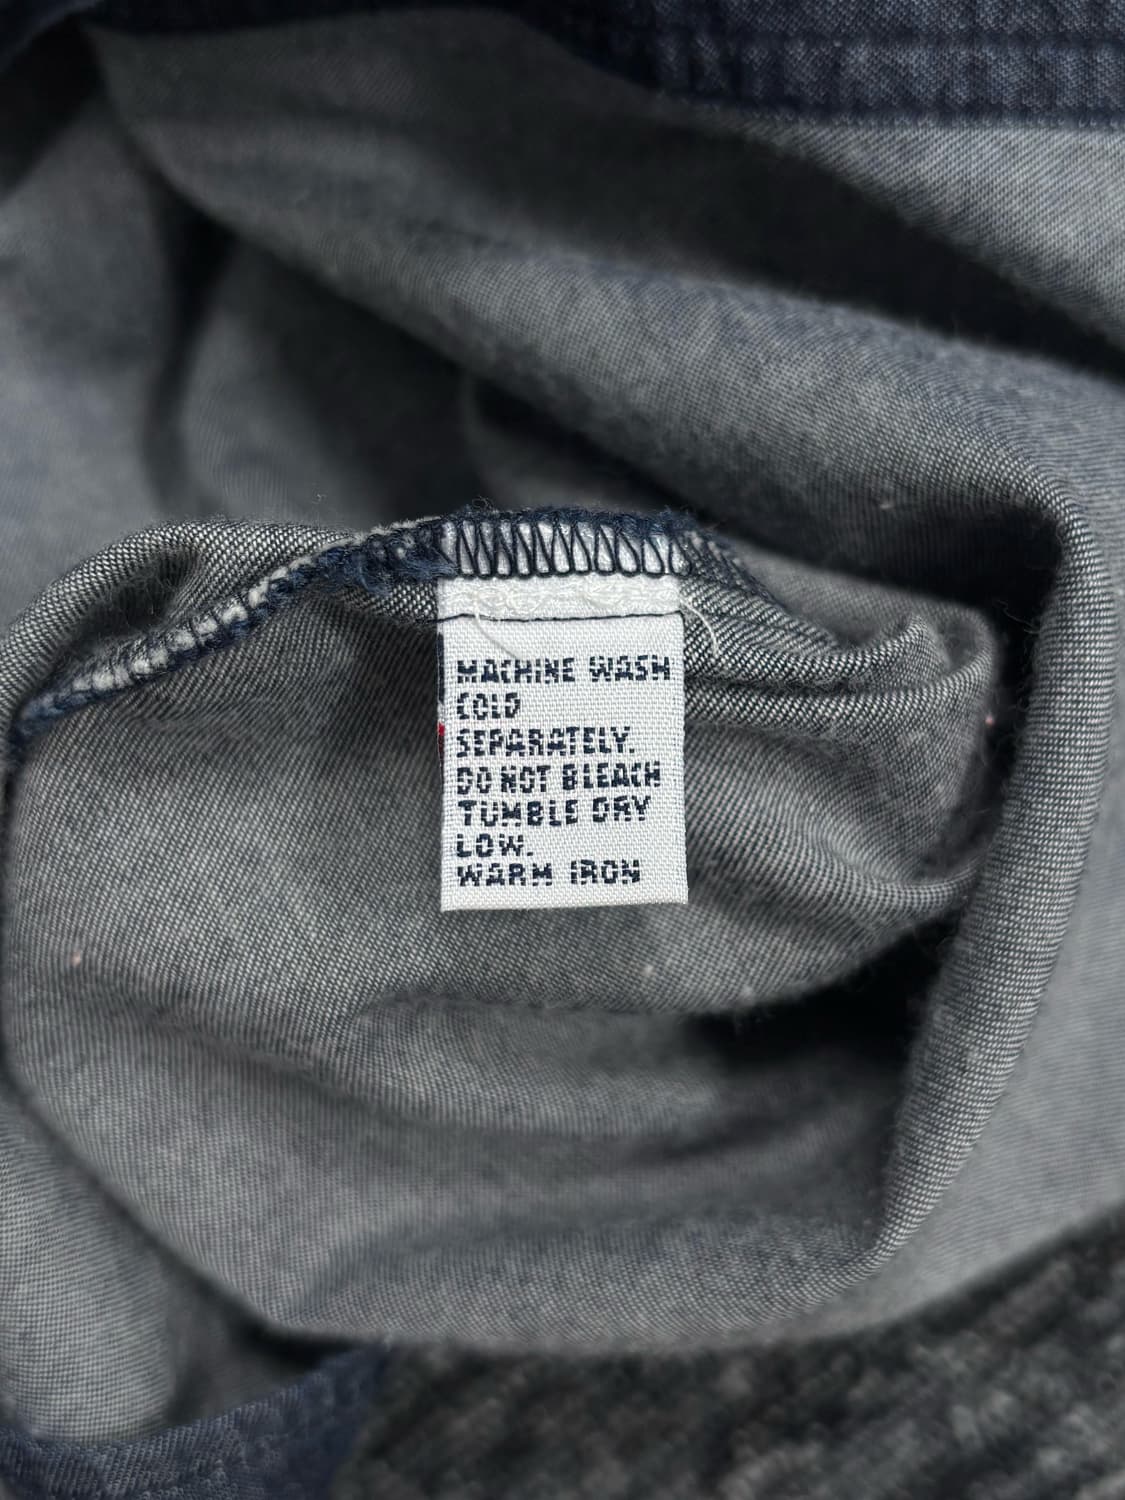 MACHINE WASH
COLD
SEPARATELY.
DO NOT BLEACH
TUMBLE DRY
LOW.
WARM IRON